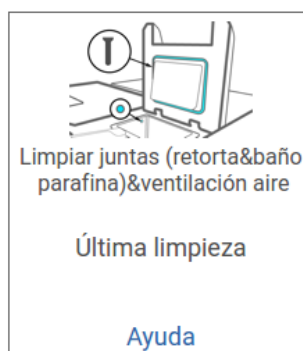 Limpiar juntas (retorta&baño
parafina)&ventilación aire
Última limpieza
Ayuda